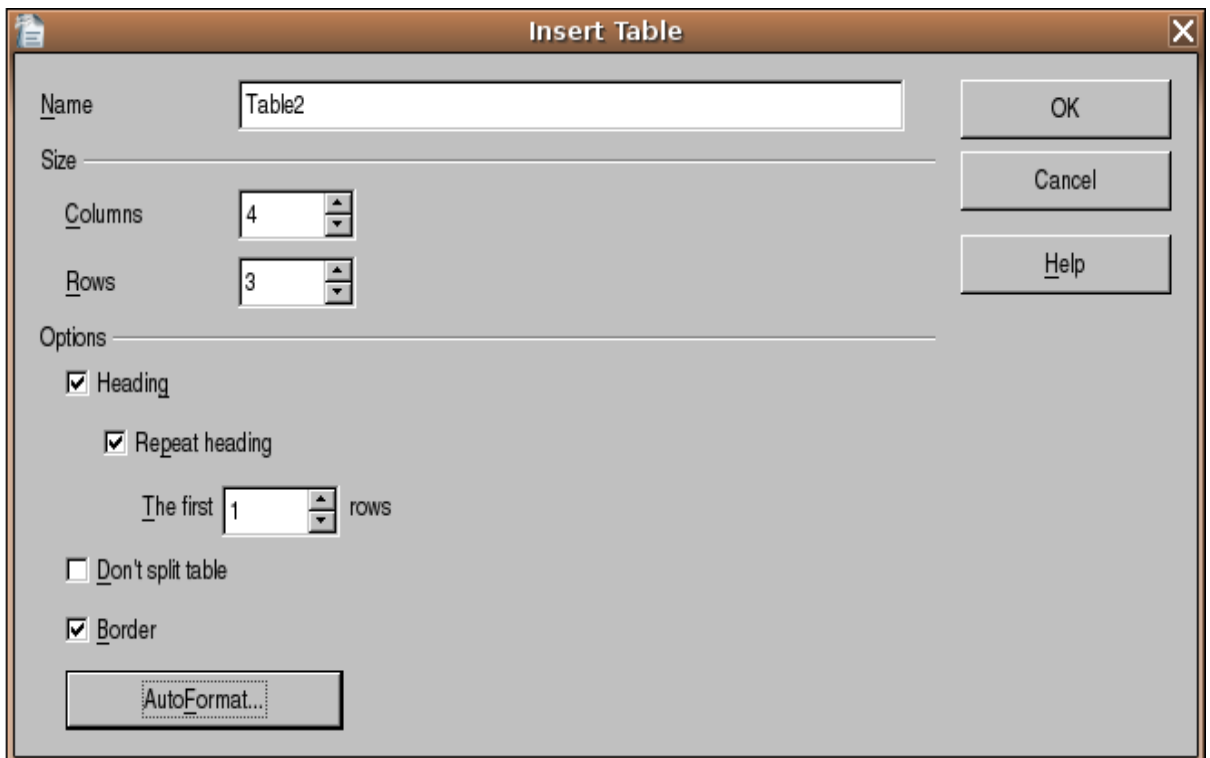 Insert Table
Name Table2
OK
Size
Cancel
Columns 4
Rows 3
Help
Options
Heading
Repeat heading
The first 1 rows
Don't split table
Border
AutoFormat...